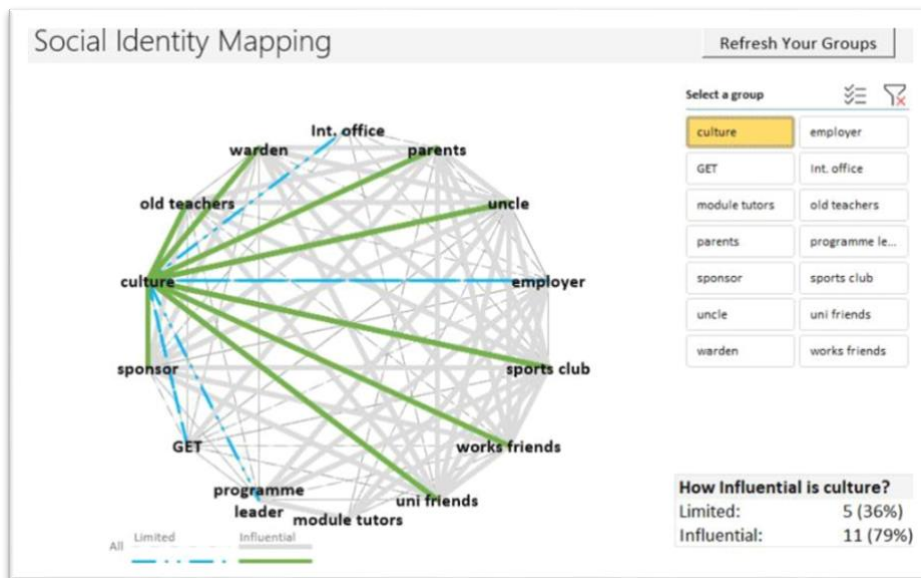 Social Identity Mapping
Refresh Your Groups
Select a group
culture
employer
GET
Int. office
module tutors
old teachers
parents
programme le...
sponsor
sports club
uncle
uni friends
warden
works friends
Int. office
warden
parents
old teachers
uncle
culture
employer
sponsor
sports club
GET
works friends
programme
leader
uni friends
module tutors
All
Limited
Influential
How Influential is culture?
Limited: 5 (36%)
Influential: 11 (79%)